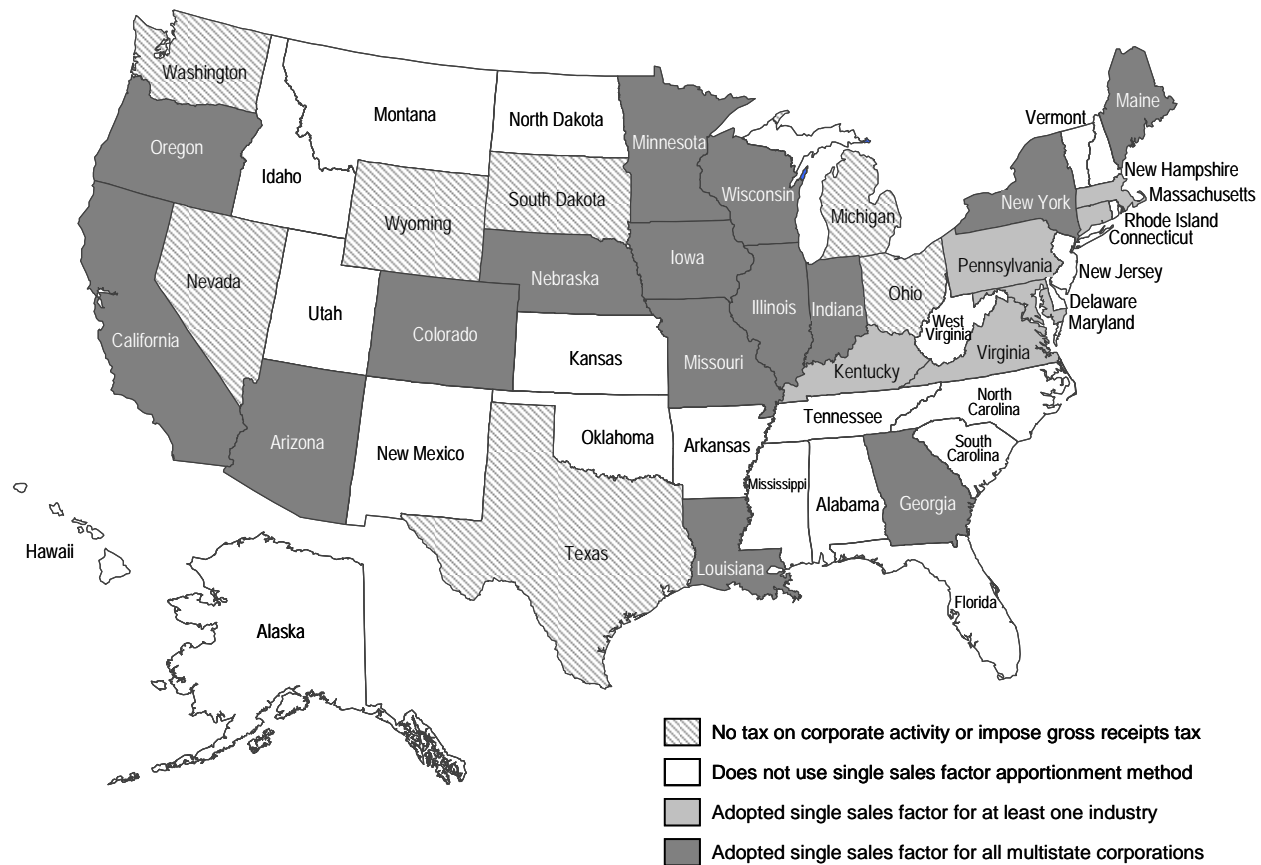 Washington
Montana
North Dakota
Minnesota
Vermont
Maine
Oregon
Idaho
Wyoming
South Dakota
Wisconsin
Michigan
New York
New Hampshire
Massachusetts
Rhode Island
Connecticut
Nevada
Utah
Colorado
Nebraska
Iowa
Illinois
Indiana
Ohio
Pennsylvania
New Jersey
Delaware
Maryland
West
Virginia
Virginia
California
Kansas
Missouri
Kentucky
Arizona
New Mexico
Oklahoma
Arkansas
Tennessee
North
Carolina
South
Carolina
Mississippi
Alabama
Georgia
Texas
Louisiana
Florida
Hawaii
Alaska
No tax on corporate activity or impose gross receipts tax
Does not use single sales factor apportionment method
Adopted single sales factor for at least one industry
Adopted single sales factor for all multistate corporations